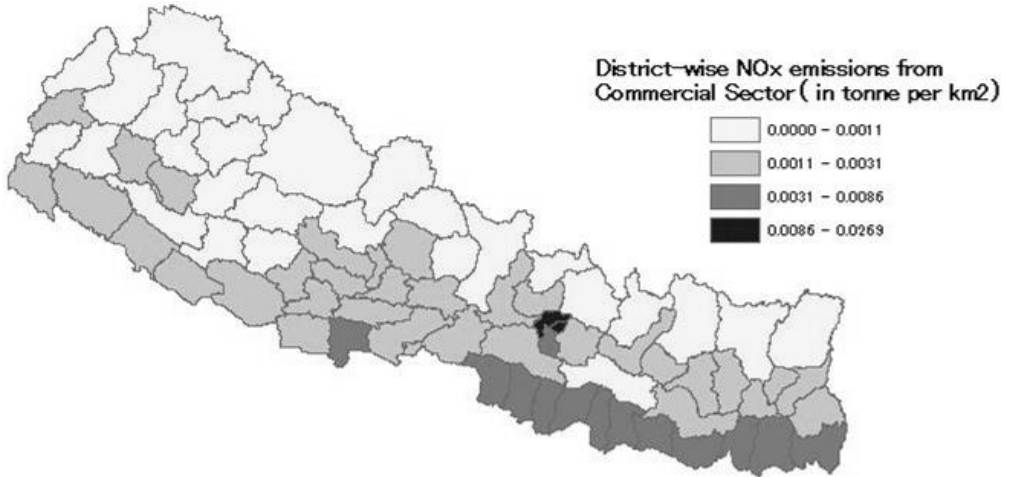 District-wise NOx emissions from
Commercial Sector ( in tonne per km2)
0.0000 - 0.0011
0.0011 - 0.0031
0.0031 - 0.0086
0.0086 - 0.0269